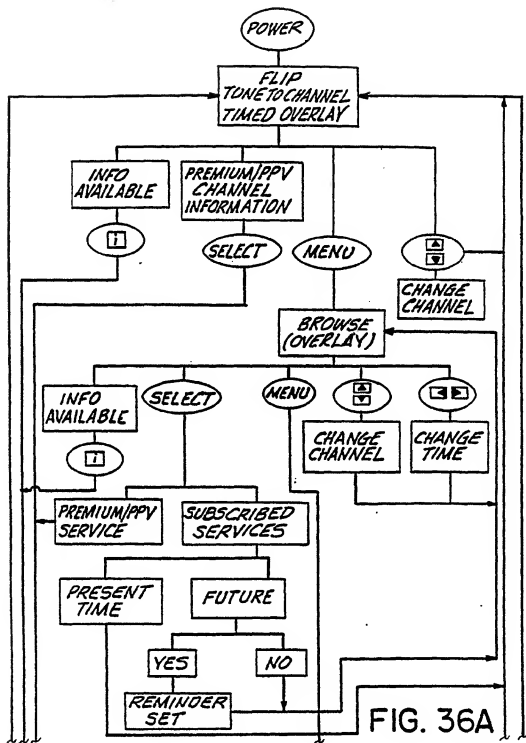 POWER
FLIP
TONE TO CHANNEL
TIMED OVERLAY
INFO
AVAILABLE
i
PREMIUM/PPV
CHANNEL
INFORMATION
SELECT
MENU
CHANGE
CHANNEL
BROWSE
(OVERLAY)
INFO
AVAILABLE
i
SELECT
MENU
CHANGE
CHANNEL
CHANGE
TIME
PREMIUM/PPV
SERVICE
SUBSCRIBED
SERVICES
PRESENT
TIME
FUTURE
YES
NO
REMINDER
SET
FIG. 36A